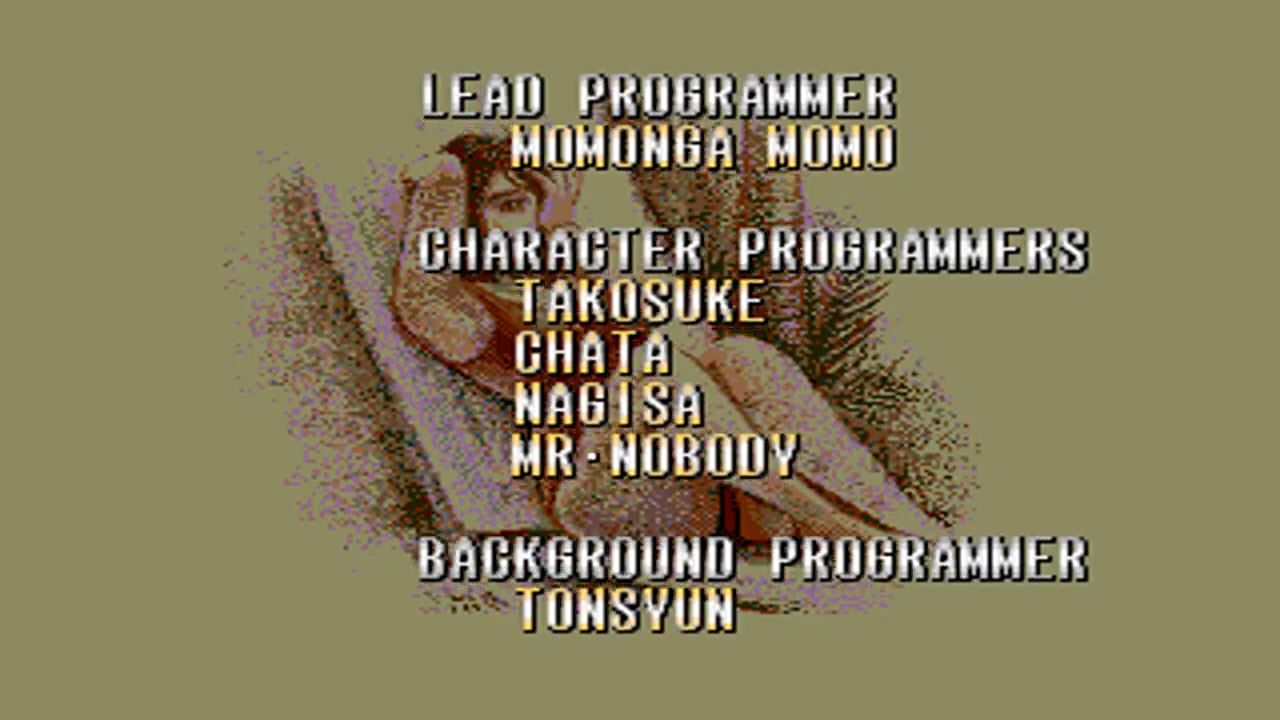 LEAD PROGRAMMER
MOMONGA MOMO
CHARACTER PROGRAMMERS
TAKOSUKE
CHATA
NAGISA
MR·NOBODY
BACKGROUND PROGRAMMER
TONSYUN